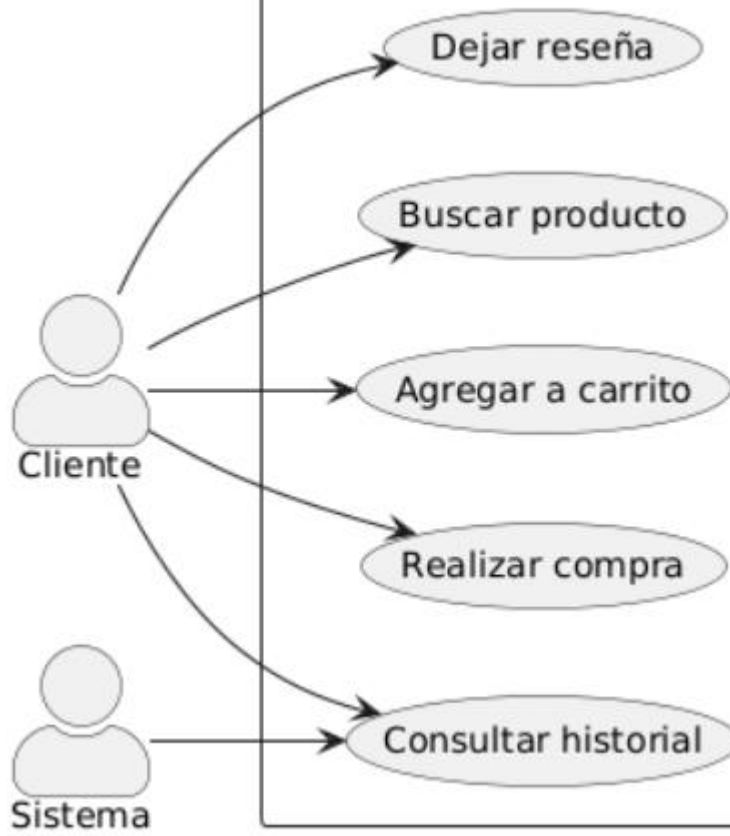 Dejar reseña
Buscar producto
Agregar a carrito
Cliente
Realizar compra
Consultar historial
Sistema